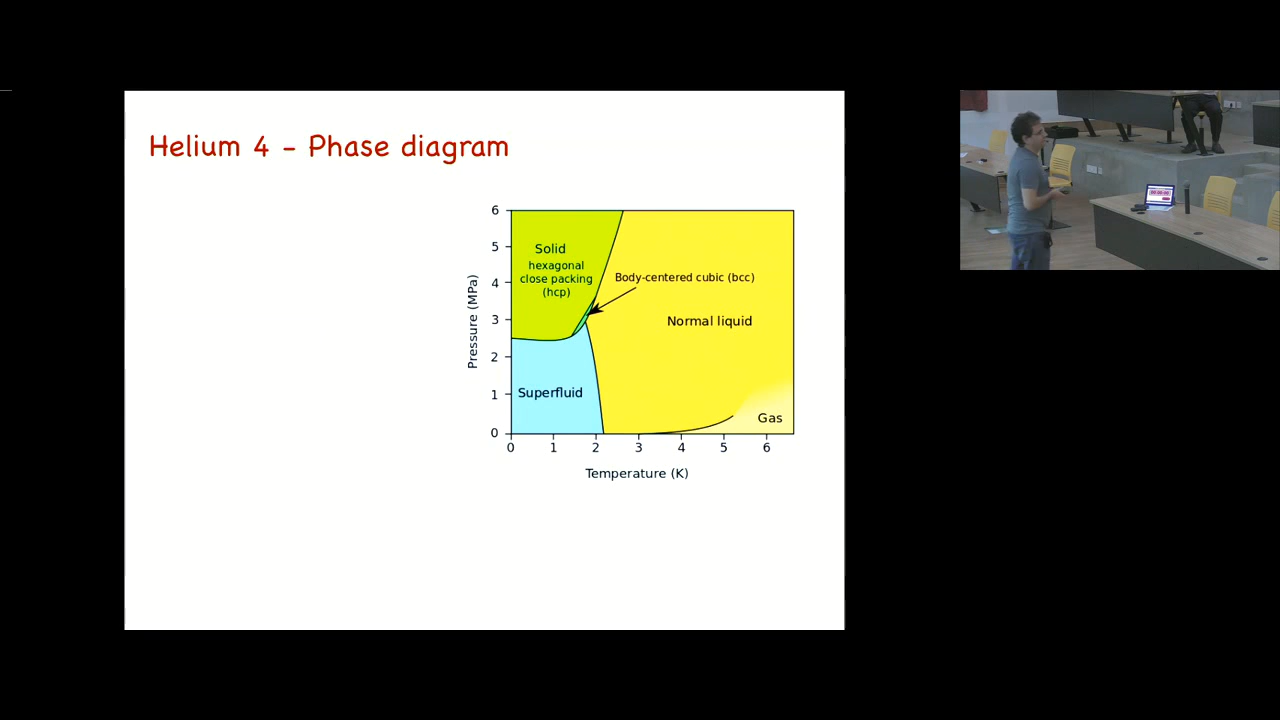 Helium 4 - Phase diagram
6
5
4
3
2
1
0
Pressure (MPa)
Solid
hexagonal
close packing
(hcp)
Body-centered cubic (bcc)
Normal liquid
Superfluid
Gas
0 1 2 3 4 5 6
Temperature (K)